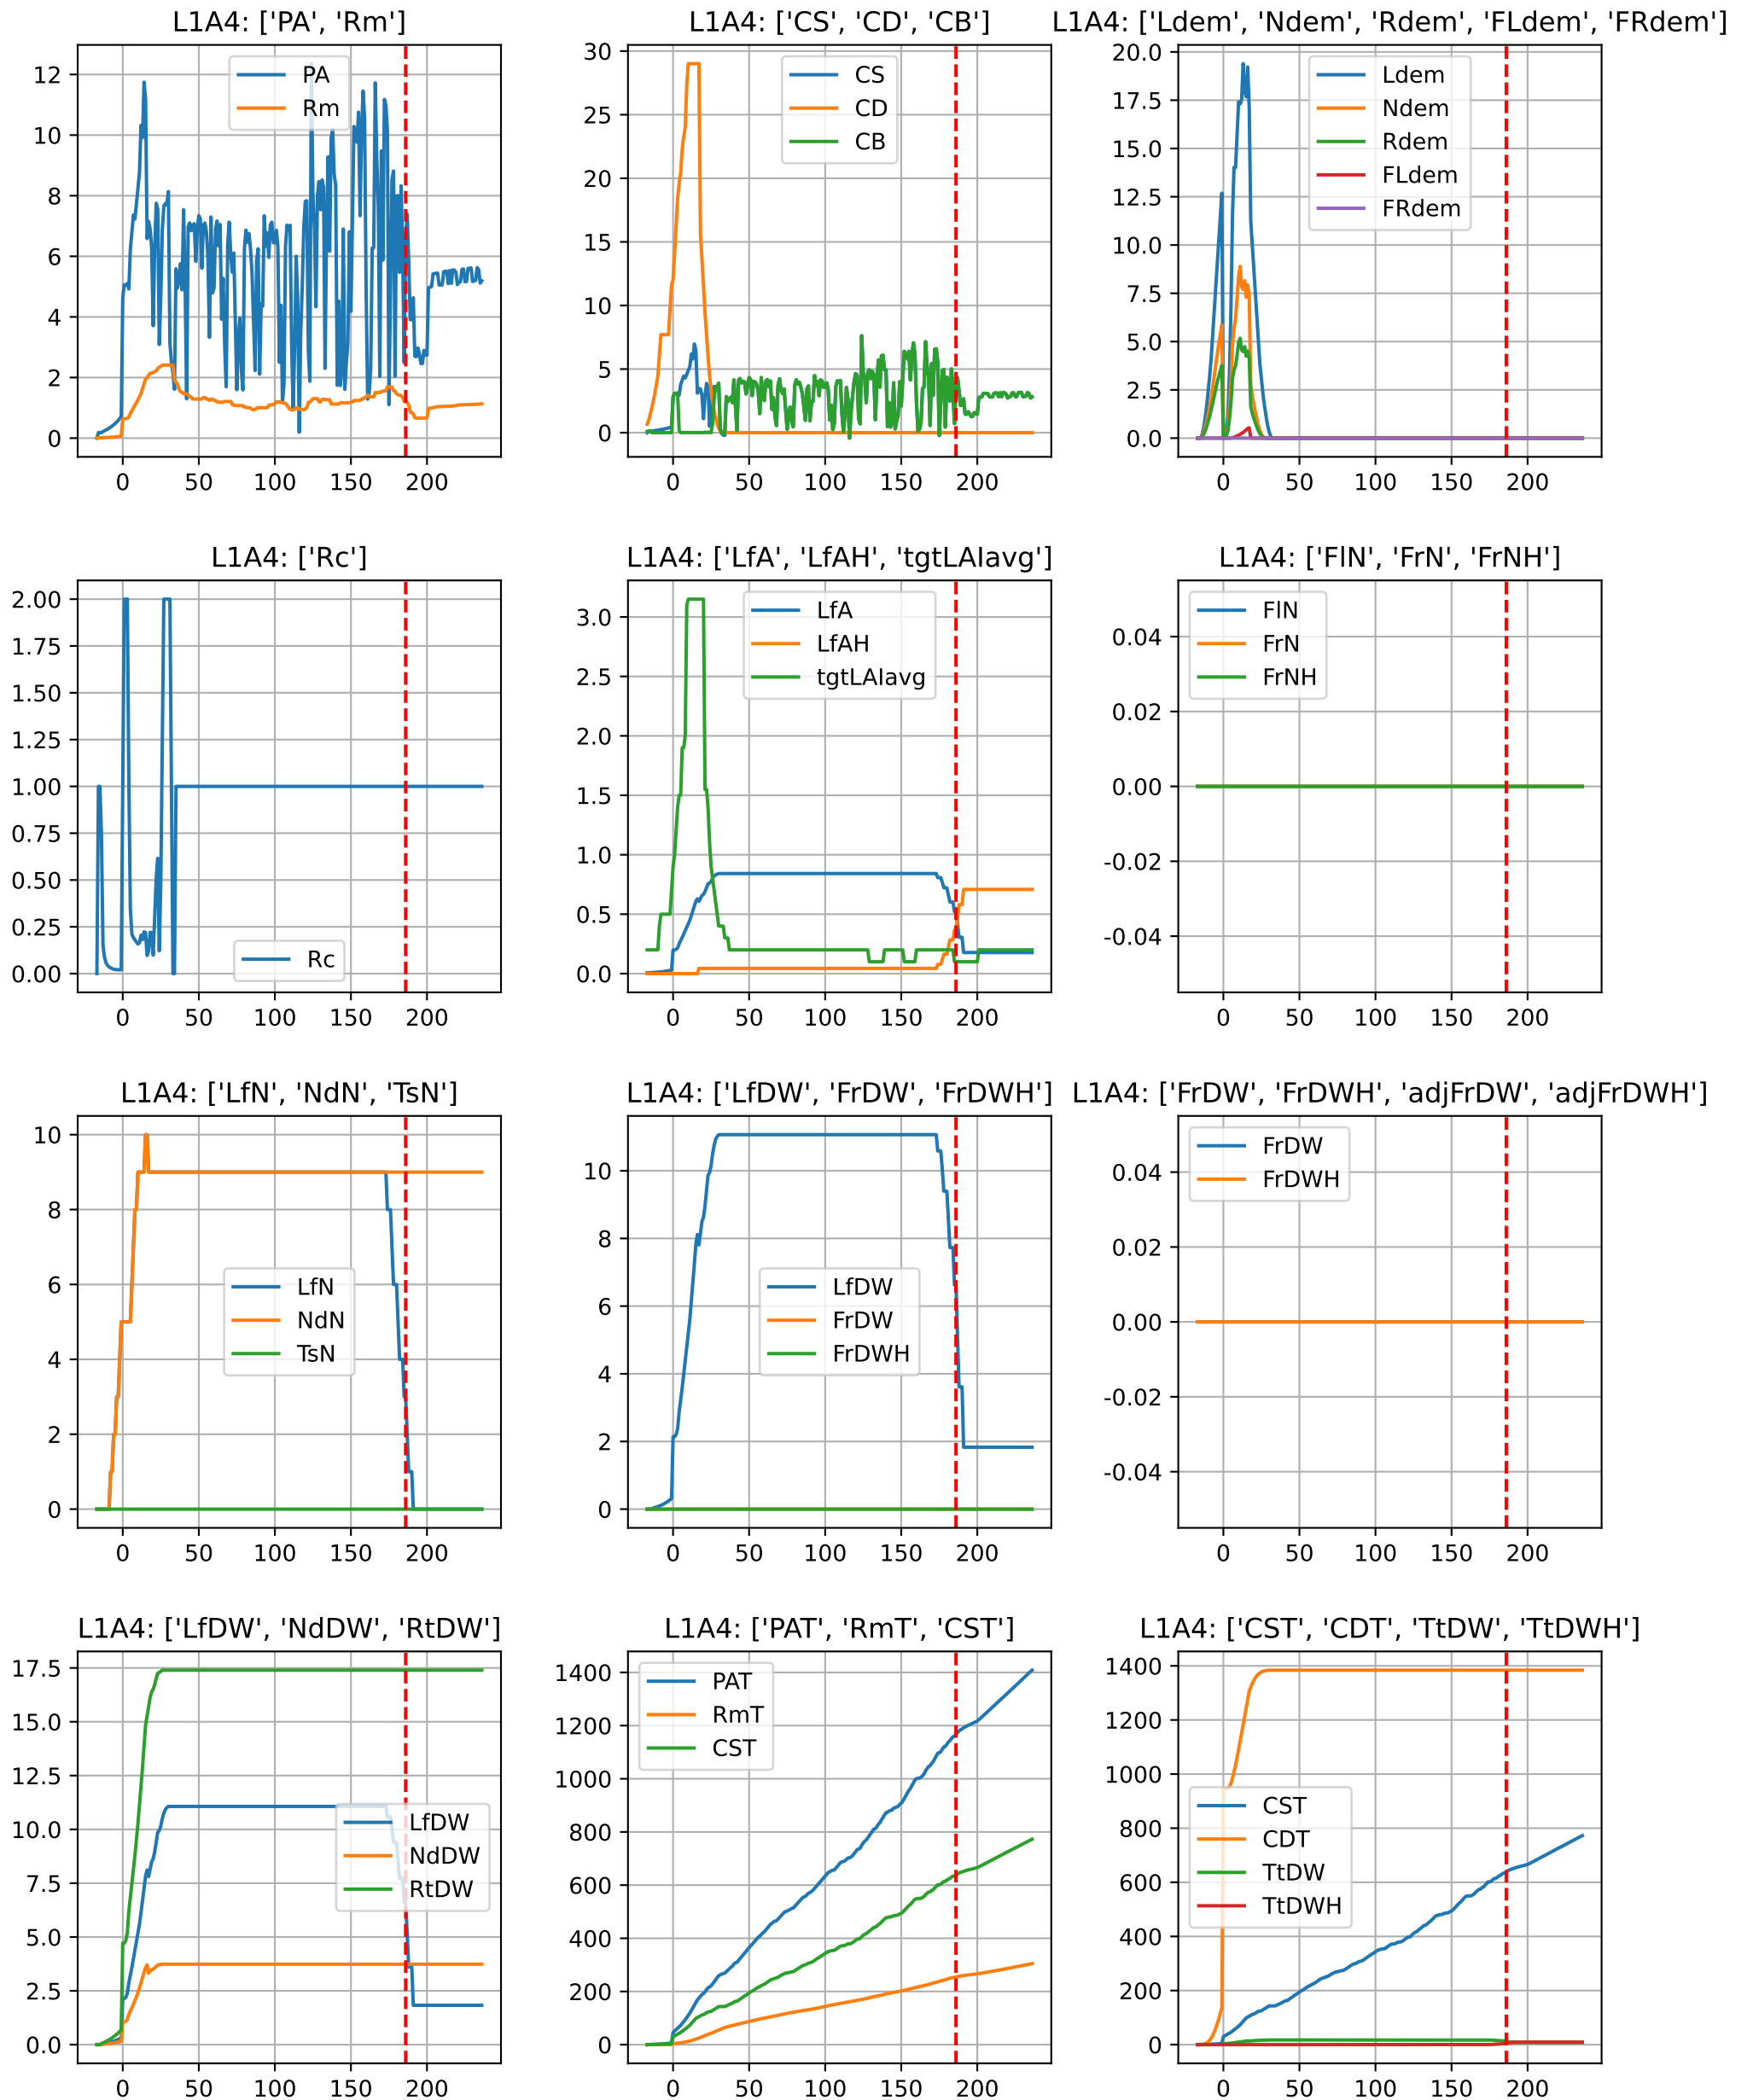 L1A4: ['PA', 'Rm']
PA
Rm
0 2 4 6 8 10 12
0 50 100 150 200
L1A4: ['CS', 'CD', 'CB']
CS
CD
CB
0 5 10 15 20 25 30
0 50 100 150 200
L1A4: ['Ldem', 'Ndem', 'Rdem', 'FLdem', 'FRdem']
Ldem
Ndem
Rdem
FLdem
FRdem
0.0 2.5 5.0 7.5 10.0 12.5 15.0 17.5 20.0
0 50 100 150 200
L1A4: ['Rc']
Rc
0.00 0.25 0.50 0.75 1.00 1.25 1.50 1.75 2.00
0 50 100 150 200
L1A4: ['LfA', 'LfAH', 'tgtLAIavg']
LfA
LfAH
tgtLAIavg
0.0 0.5 1.0 1.5 2.0 2.5 3.0
0 50 100 150 200
L1A4: ['FlN', 'FrN', 'FrNH']
FlN
FrN
FrNH
-0.04 -0.02 0.00 0.02 0.04
0 50 100 150 200
L1A4: ['LfN', 'NdN', 'TsN']
LfN
NdN
TsN
0 2 4 6 8 10
0 50 100 150 200
L1A4: ['LfDW', 'FrDW', 'FrDWH']
LfDW
FrDW
FrDWH
0 2 4 6 8 10
0 50 100 150 200
L1A4: ['FrDW', 'FrDWH', 'adjFrDW', 'adjFrDWH']
FrDW
FrDWH
-0.04 -0.02 0.00 0.02 0.04
0 50 100 150 200
L1A4: ['LfDW', 'NdDW', 'RtDW']
LfDW
NdDW
RtDW
0.0 2.5 5.0 7.5 10.0 12.5 15.0 17.5
0 50 100 150 200
L1A4: ['PAT', 'RmT', 'CST']
PAT
RmT
CST
0 200 400 600 800 1000 1200 1400
0 50 100 150 200
L1A4: ['CST', 'CDT', 'TtDW', 'TtDWH']
CST
CDT
TtDW
TtDWH
0 200 400 600 800 1000 1200 1400
0 50 100 150 200